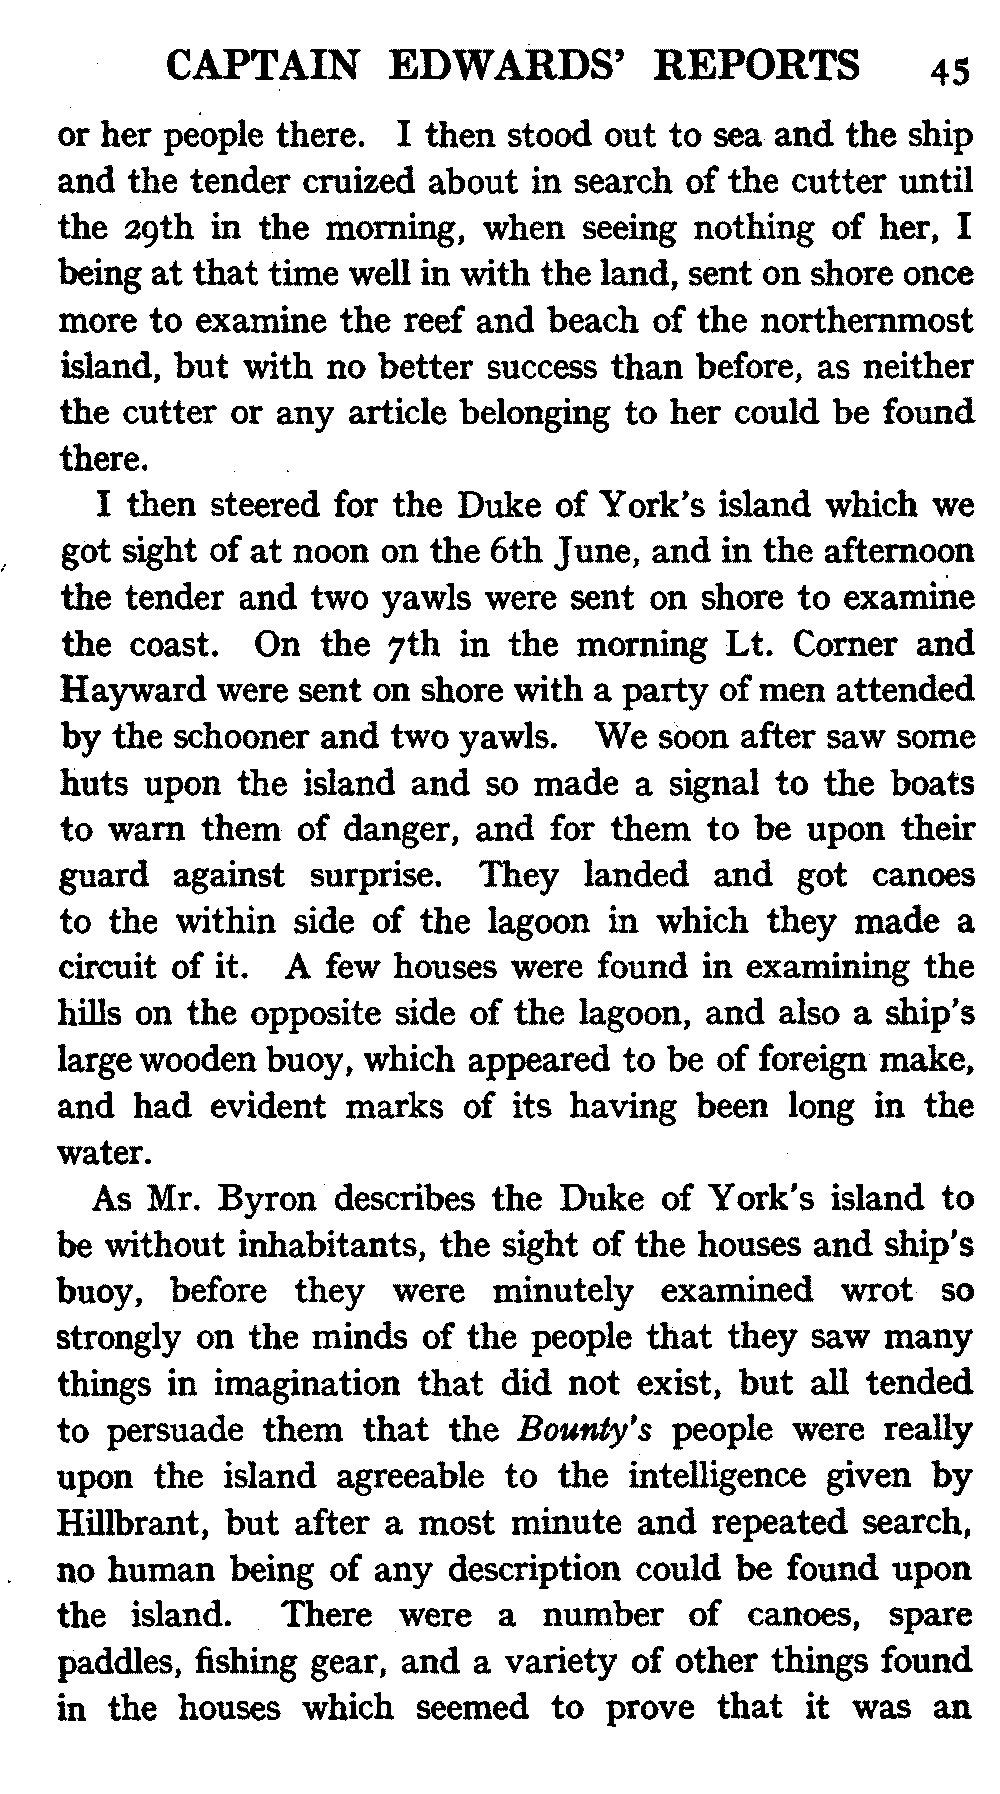 CAPTAIN EDWARDS' REPORTS 45
or her people there. I then stood out to sea and the ship
and the tender cruized about in search of the cutter until
the 29th in the morning, when seeing nothing of her, I
being at that time well in with the land, sent on shore once
more to examine the reef and beach of the northernmost
island, but with no better success than before, as neither
the cutter or any article belonging to her could be found
there.
I then steered for the Duke of York's island which we
got sight of at noon on the 6th June, and in the afternoon
the tender and two yawls were sent on shore to examine
the coast. On the 7th in the morning Lt. Corner and
Hayward were sent on shore with a party of men attended
by the schooner and two yawls. We soon after saw some
huts upon the island and so made a signal to the boats
to warn them of danger, and for them to be upon their
guard against surprise. They landed and got canoes
to the within side of the lagoon in which they made a
circuit of it. A few houses were found in examining the
hills on the opposite side of the lagoon, and also a ship's
large wooden buoy, which appeared to be of foreign make,
and had evident marks of its having been long in the
water.
As Mr. Byron describes the Duke of York's island to
be without inhabitants, the sight of the houses and ship's
buoy, before they were minutely examined wrot so
strongly on the minds of the people that they saw many
things in imagination that did not exist, but all tended
to persuade them that the Bounty's people were really
upon the island agreeable to the intelligence given by
Hillbrant, but after a most minute and repeated search,
no human being of any description could be found upon
the island. There were a number of canoes, spare
paddles, fishing gear, and a variety of other things found
in the houses which seemed to prove that it was an